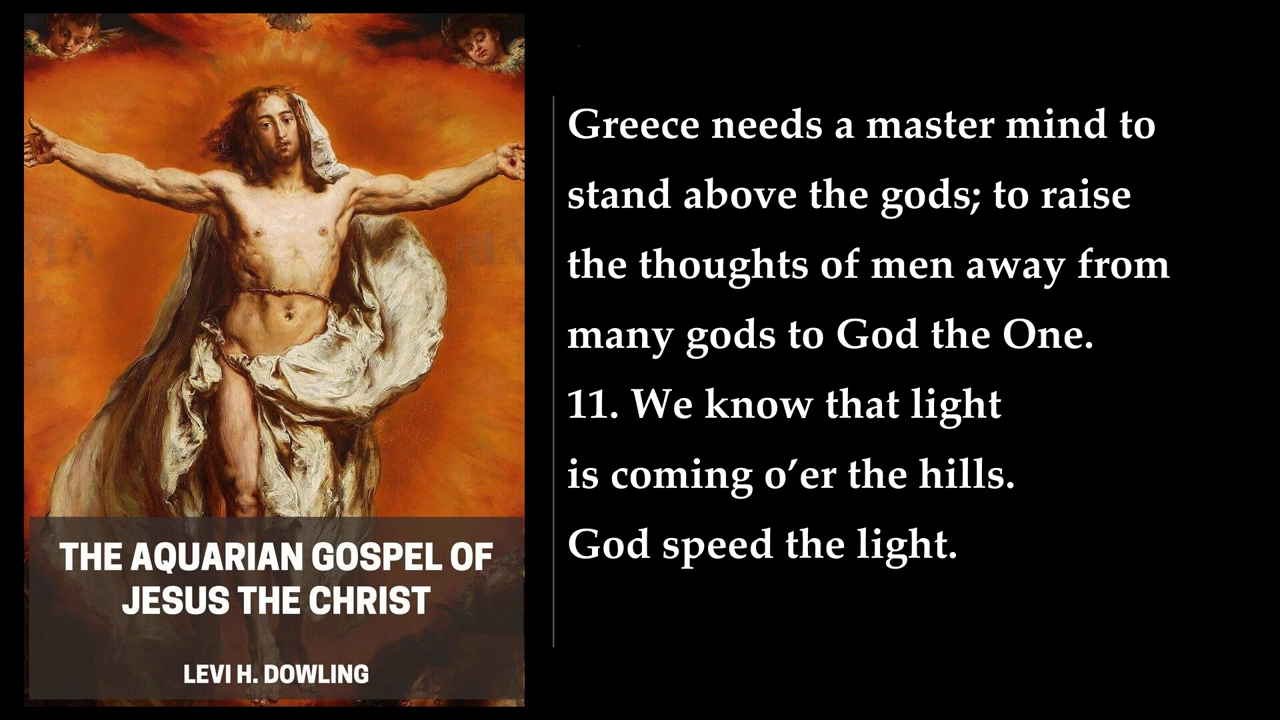 THE AQUARIAN GOSPEL OF
JESUS THE CHRIST
LEVI H. DOWLING
Greece needs a master mind to
stand above the gods; to raise
the thoughts of men away from
many gods to God the One.
11. We know that light
is coming o’er the hills.
God speed the light.